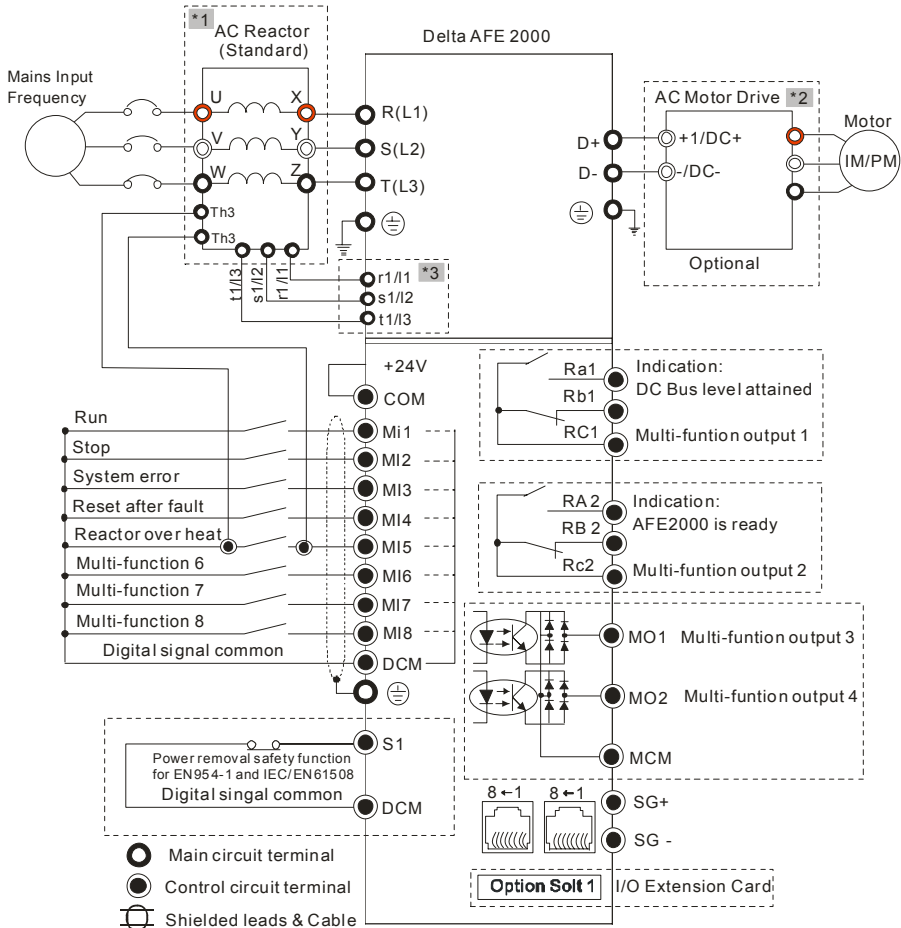 *1
AC Reactor
(Standard)
Delta AFE 2000
Mains Input
Frequency
U
X
R(L1)
V
Y
S(L2)
W
Z
T(L3)
Th3
Th3
t1/l3
s1/l2
r1/l1
r1/l1
*3
s1/l2
t1/l3
AC Motor Drive
*2
Motor
D+
+1/DC+
IM/PM
D-
-/DC-
Optional
+24V
COM
Run
Mi1
Stop
MI2
System error
MI3
Reset after fault
MI4
Reactor over heat
MI5
Multi-function 6
MI6
Multi-function 7
MI7
Multi-function 8
MI8
Digital signal common
DCM
S1
Power removal safety function
for EN954-1 and IEC/EN61508
Digital singal common
DCM
Ra1
Indication:
DC Bus level attained
Rb1
RC1
Multi-funtion output 1
RA2
Indication:
AFE2000 is ready
RB 2
Rc2
Multi-funtion output 2
MO1
Multi-funtion output 3
MO2
Multi-funtion output 4
MCM
8←1
8←1
SG+
SG -
Option Solt 1
I/O Extension Card
Main circuit terminal
Control circuit terminal
Shielded leads & Cable